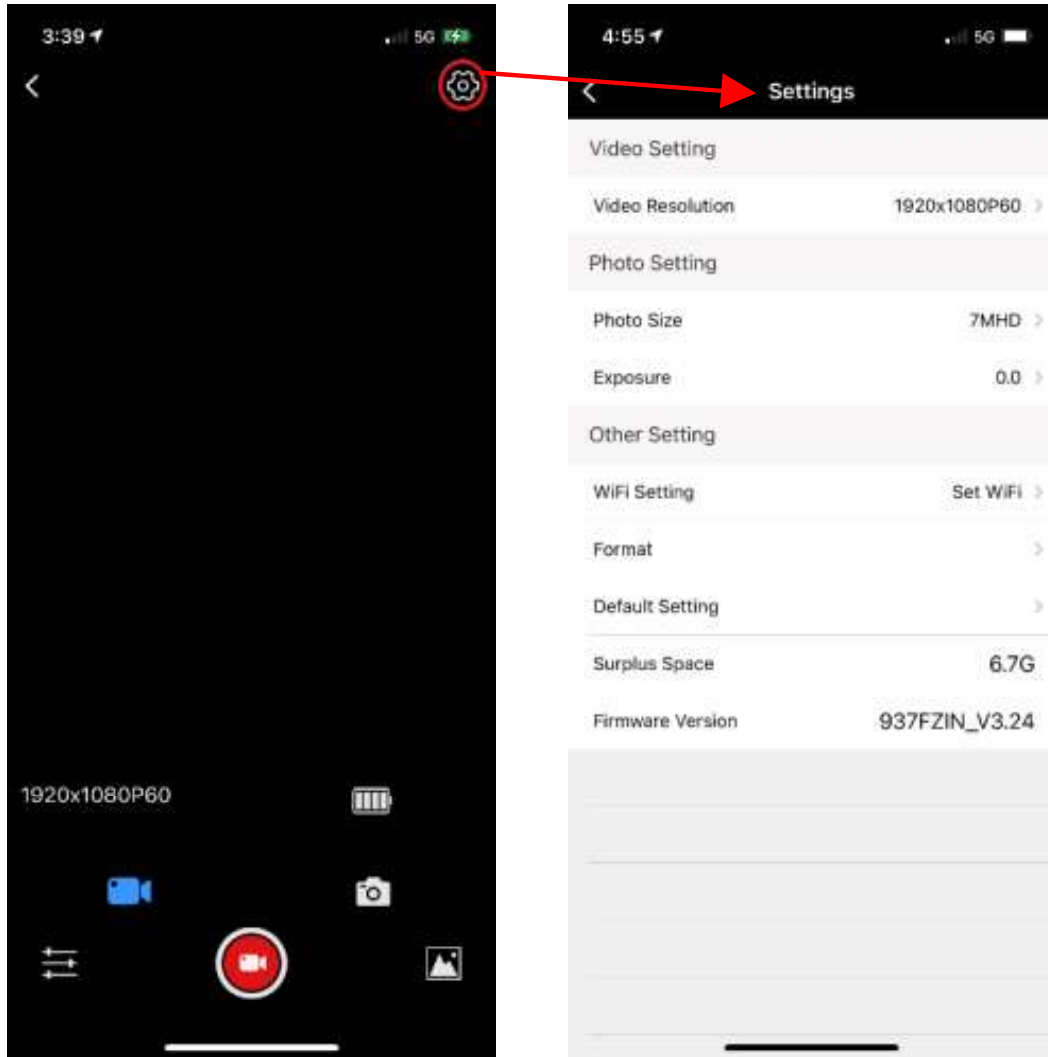 3:39
5G
1920x1080P60
4:55
5G
Settings
Video Setting
Video Resolution 1920x1080P60
Photo Setting
Photo Size 7MHD
Exposure 0.0
Other Setting
WiFi Setting Set WiFi
Format
Default Setting
Surplus Space 6.7G
Firmware Version 937FZIN_V3.24